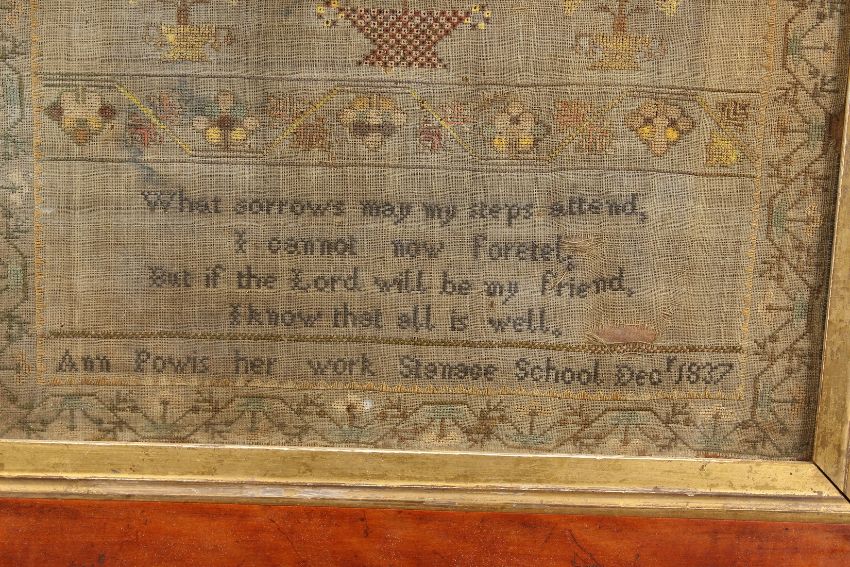 What sorrows may my steps attend,
I cannot now foretel,
But if the Lord will be my friend,
I know that all is well,
Ann Powis her work Stanage School Decr 1837